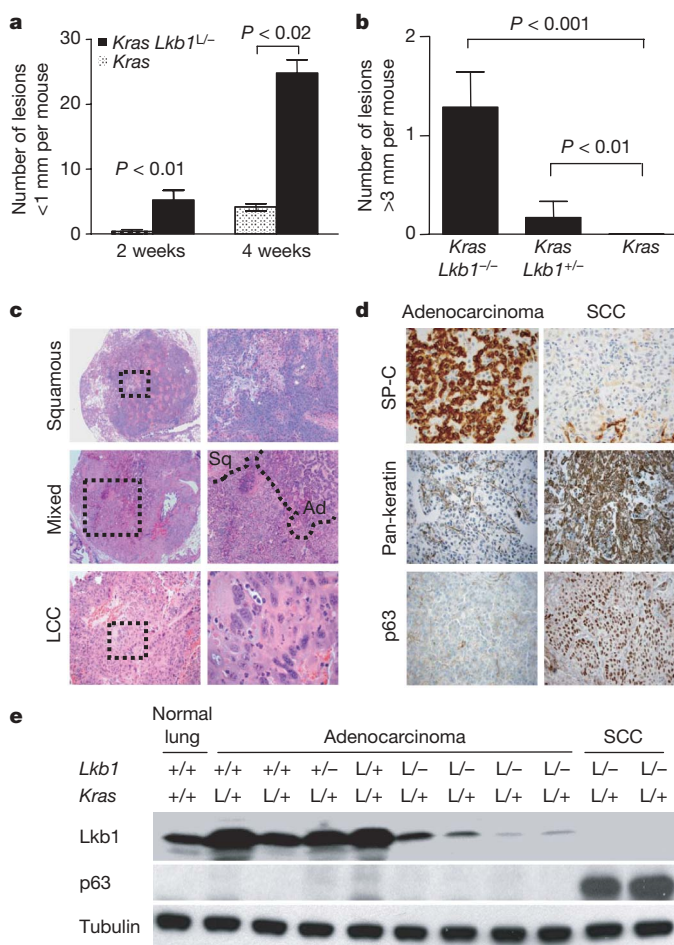 a
Number of lesions
<1 mm per mouse
30
20
10
0
Kras Lkb1L/–
Kras
P < 0.02
P < 0.01
2 weeks
4 weeks
b
Number of lesions
>3 mm per mouse
2
1
0
P < 0.001
P < 0.01
Kras
Lkb1–/–
Kras
Lkb1+/–
Kras
c
Squamous
Mixed
Sq
Ad
LCC
d
Adenocarcinoma SCC
SP-C
Pan-keratin
p63
e
Normal
lung
Adenocarcinoma
SCC
Lkb1 +/+ +/+ +/+ +/– L/+ L/– L/– L/– L/– L/– L/–
Kras +/+ L/+ L/+ L/+ L/+ L/+ L/+ L/+ L/+ L/+ L/+
Lkb1
p63
Tubulin